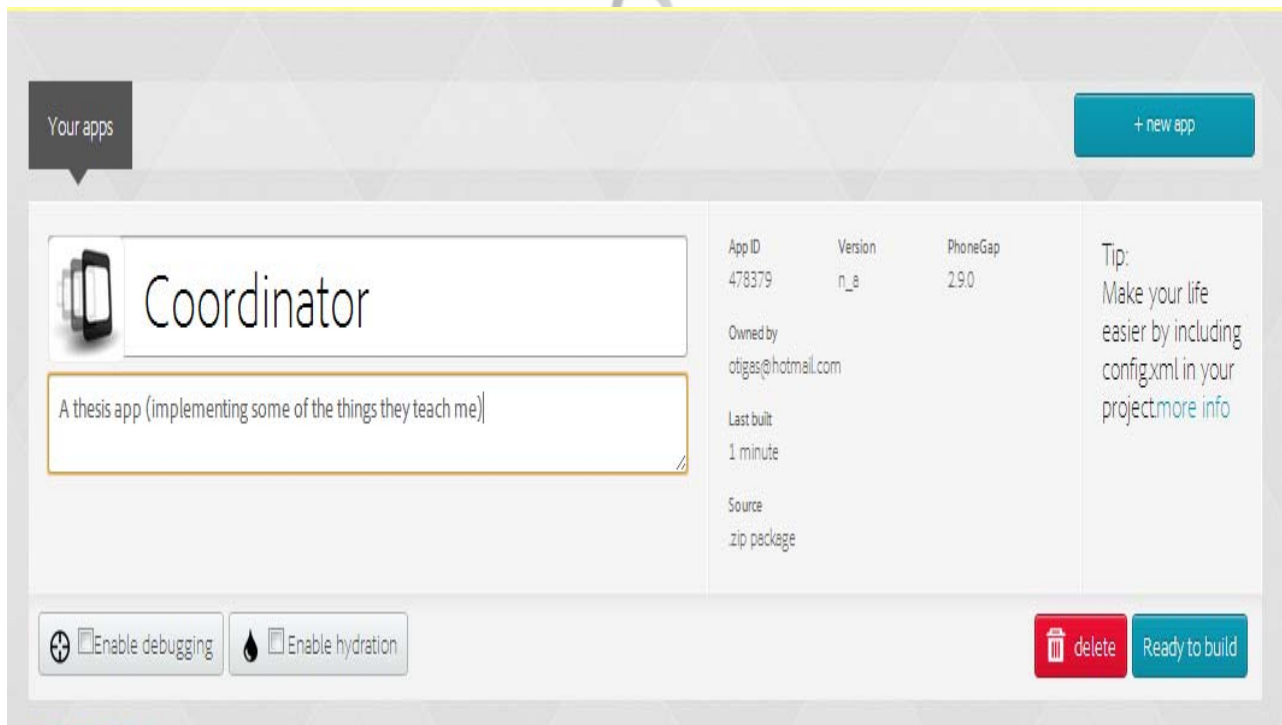 Your apps
+ new app
Coordinator
A thesis app (implementing some of the things they teach me)
App ID
Version
PhoneGap
478379
n_a
2.9.0
Owned by
otigas@hotmail.com
Last built
1 minute
Source
.zip package
Tip:
Make your life
easier by including
config.xml in your
project.more info
Enable debugging
Enable hydration
delete
Ready to build